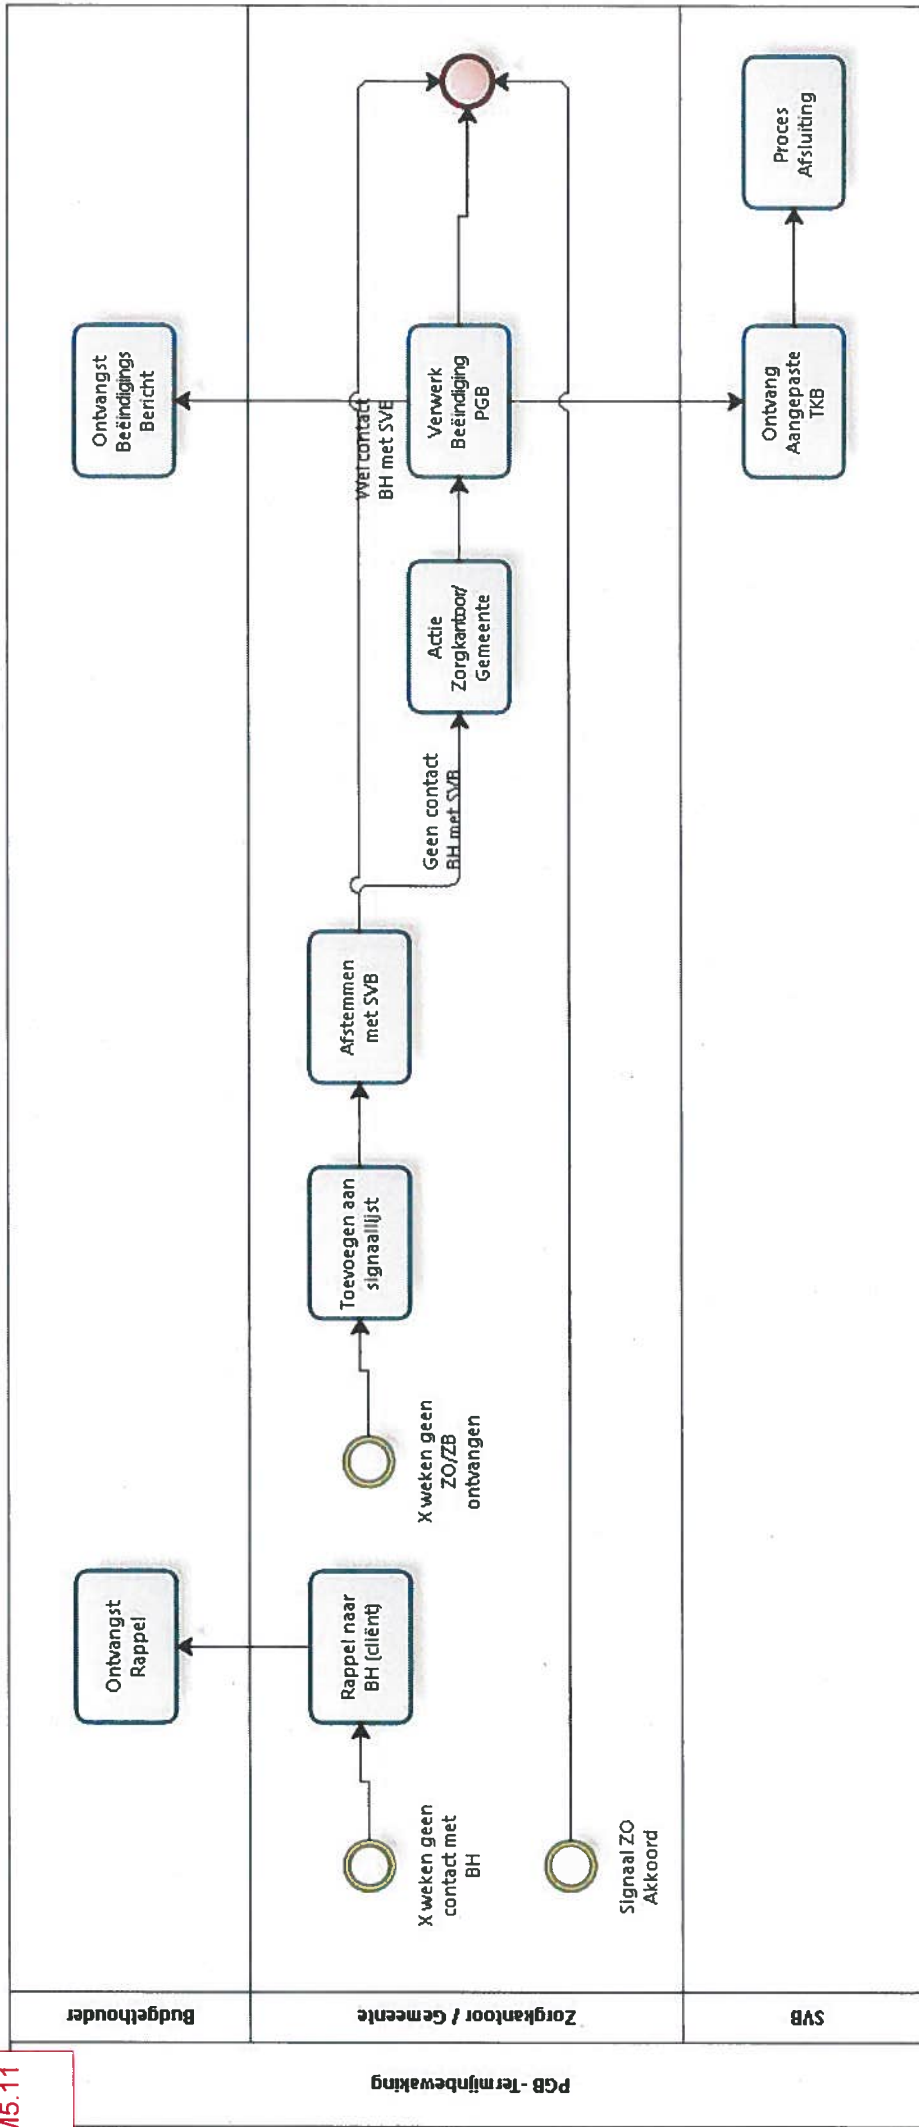 M5.11
PGB - Termijnbewaking
Budgethouder
Ontvangst
Rappel
Ontvangst
Beëindigings
Bericht
Zorgkantoor / Gemeente
X weken geen
contact met
BH
Rappel naar
BH (cliënt)
X weken geen
ZO/ZB
ontvangen
Toevoegen aan
signaallijst
Afstemmen
met SVB
Wel contact
BH met SVB
Geen contact
BH met SVB
Actie
Zorgkantoor/
Gemeente
Verwerk
Beëindiging
PGB
Signaal ZO
Akkoord
SVB
Ontvang
Aangepaste
TKB
Proces
Afsluiting